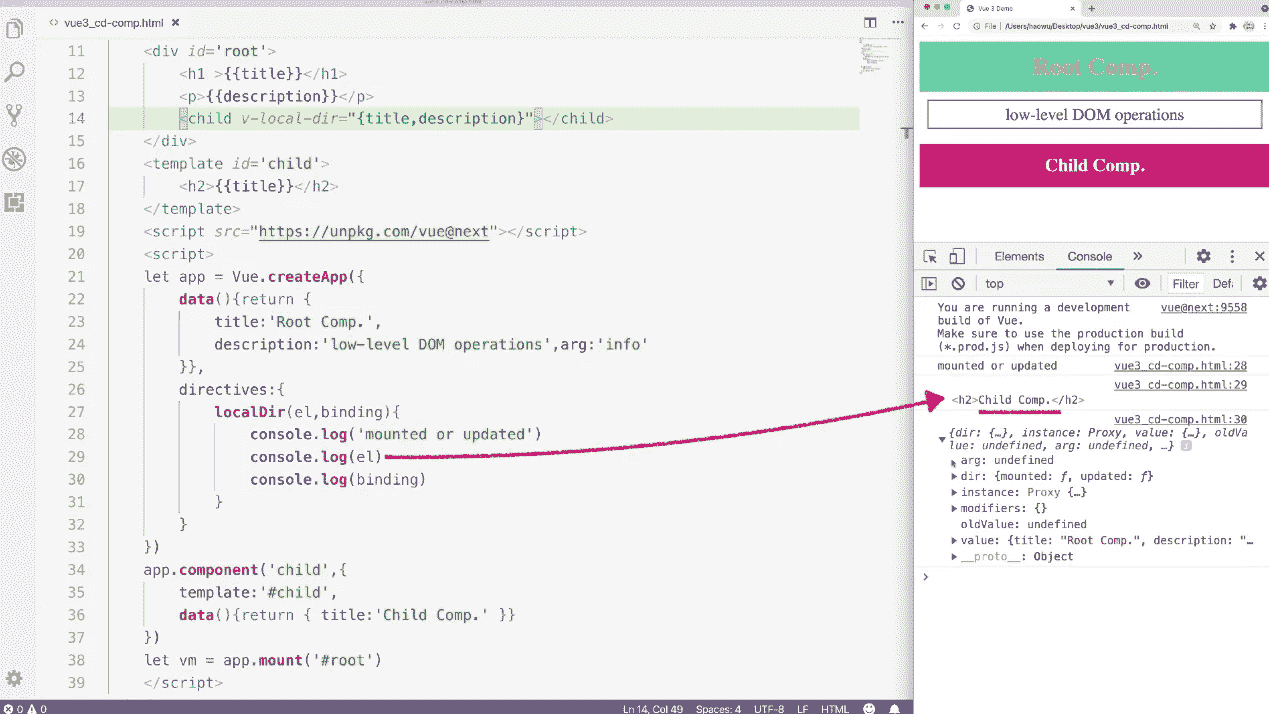 vue3_cd-comp.html
<> vue3_cd-comp.html ×
11 <div id='root'>
12 <h1 >{{title}}</h1>
13 <p>{{description}}</p>
14 <child v-local-dir="{title,description}"></child>
15 </div>
16 <template id='child'>
17 <h2>{{title}}</h2>
18 </template>
19 <script src="https://unpkg.com/vue@next"></script>
20 <script>
21 let app = Vue.createApp({
22 data(){return {
23 title:'Root Comp.',
24 description:'low-level DOM operations',arg:'info'
25 }},
26 directives:{
27 localDir(el,binding){
28 console.log('mounted or updated')
29 console.log(el)
30 console.log(binding)
31 }
32 }
33 })
34 app.component('child',{
35 template:'#child',
36 data(){return { title:'Child Comp.' }}
37 })
38 let vm = app.mount('#root')
39 </script>
0 0
Ln 14, Col 49 Spaces: 4 UTF-8 LF HTML
Vue 3 Demo
File | /Users/haowu/Desktop/vue3/vue3_cd-comp.html
Root Comp.
low-level DOM operations
Child Comp.
Elements Console »
top Filter Defa
You are running a development vue@next:9558
build of Vue.
Make sure to use the production build
(*.prod.js) when deploying for production.
mounted or updated vue3_cd-comp.html:28
vue3_cd-comp.html:29
<h2>Child Comp.</h2>
vue3_cd-comp.html:30
{dir: {…}, instance: Proxy, value: {…}, oldVa
lue: undefined, arg: undefined, …} i
arg: undefined
dir: {mounted: ƒ, updated: ƒ}
instance: Proxy {…}
modifiers: {}
oldValue: undefined
value: {title: "Root Comp.", description: "…
__proto__: Object
>